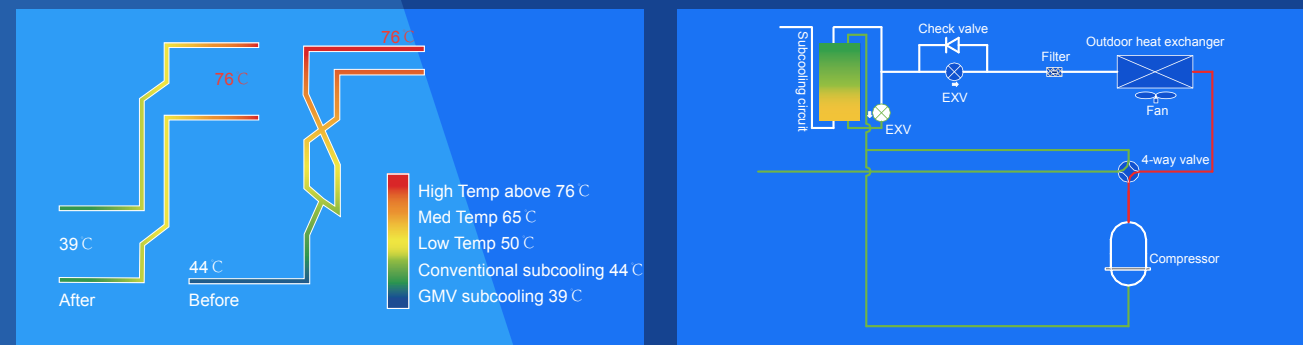 76℃
76℃
39℃
After
44℃
Before
High Temp above 76℃
Med Temp 65℃
Low Temp 50℃
Conventional subcooling 44℃
GMV subcooling 39℃
Subcooling circuit
Check valve
EXV
EXV
Filter
Outdoor heat exchanger
Fan
4-way valve
Compressor